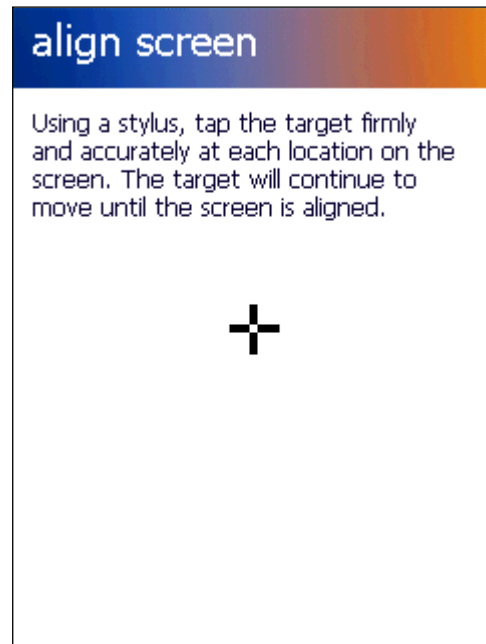 align screen
Using a stylus, tap the target firmly
and accurately at each location on the
screen. The target will continue to
move until the screen is aligned.